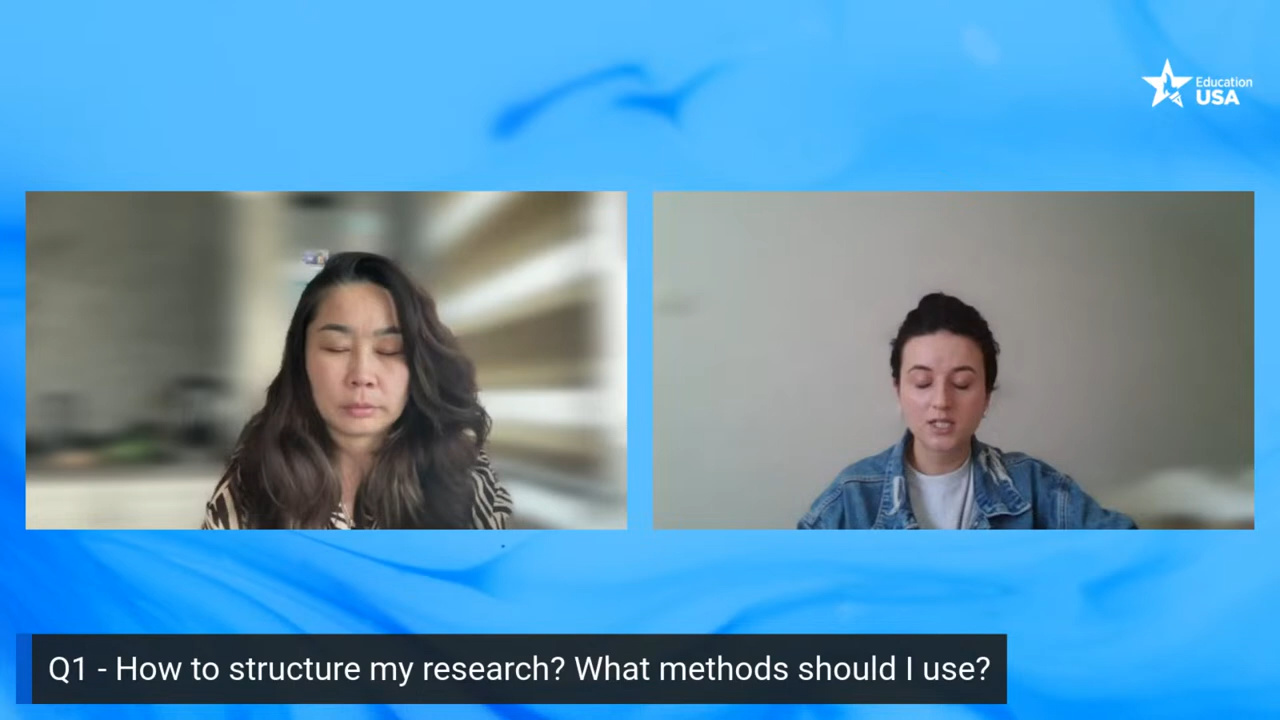 Education
USA
Q1 - How to structure my research? What methods should I use?